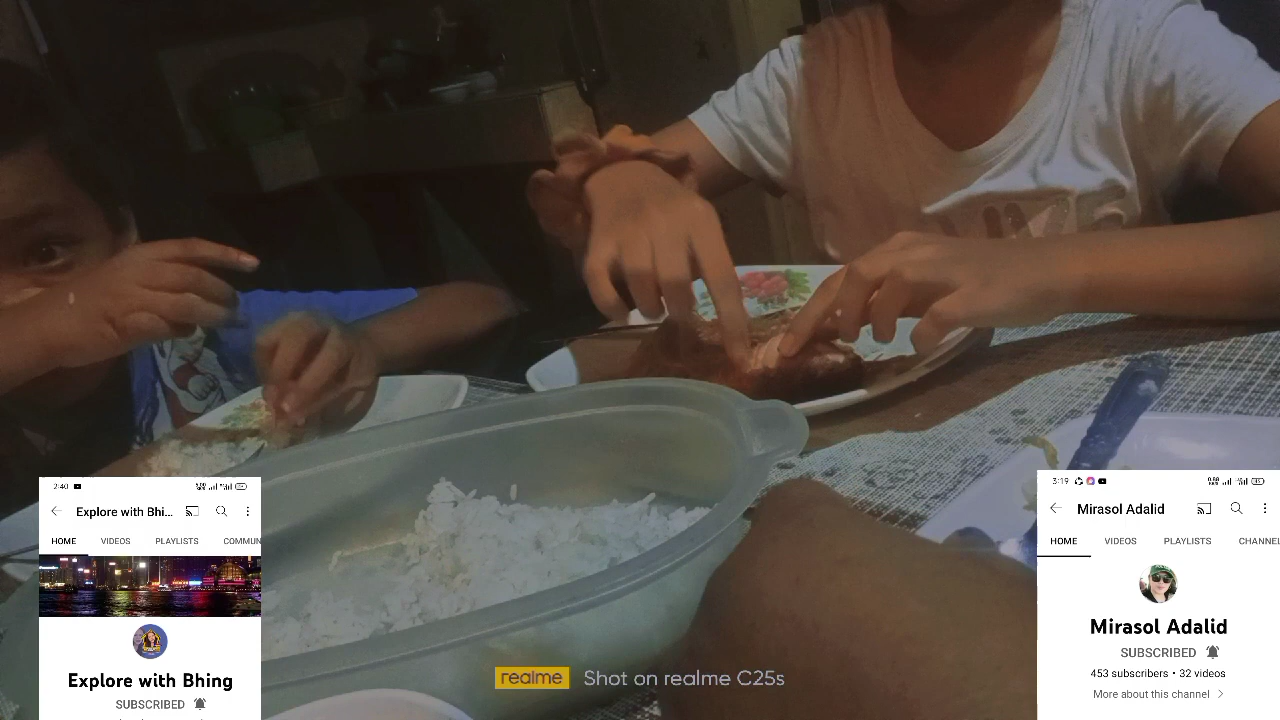 2:40
Explore with Bhi...
HOME VIDEOS PLAYLISTS COMMUN
Explore with Bhing
SUBSCRIBED
realme Shot on realme C25s
3:19
Mirasol Adalid
HOME VIDEOS PLAYLISTS CHANNEL
Mirasol Adalid
SUBSCRIBED
453 subscribers • 32 videos
More about this channel